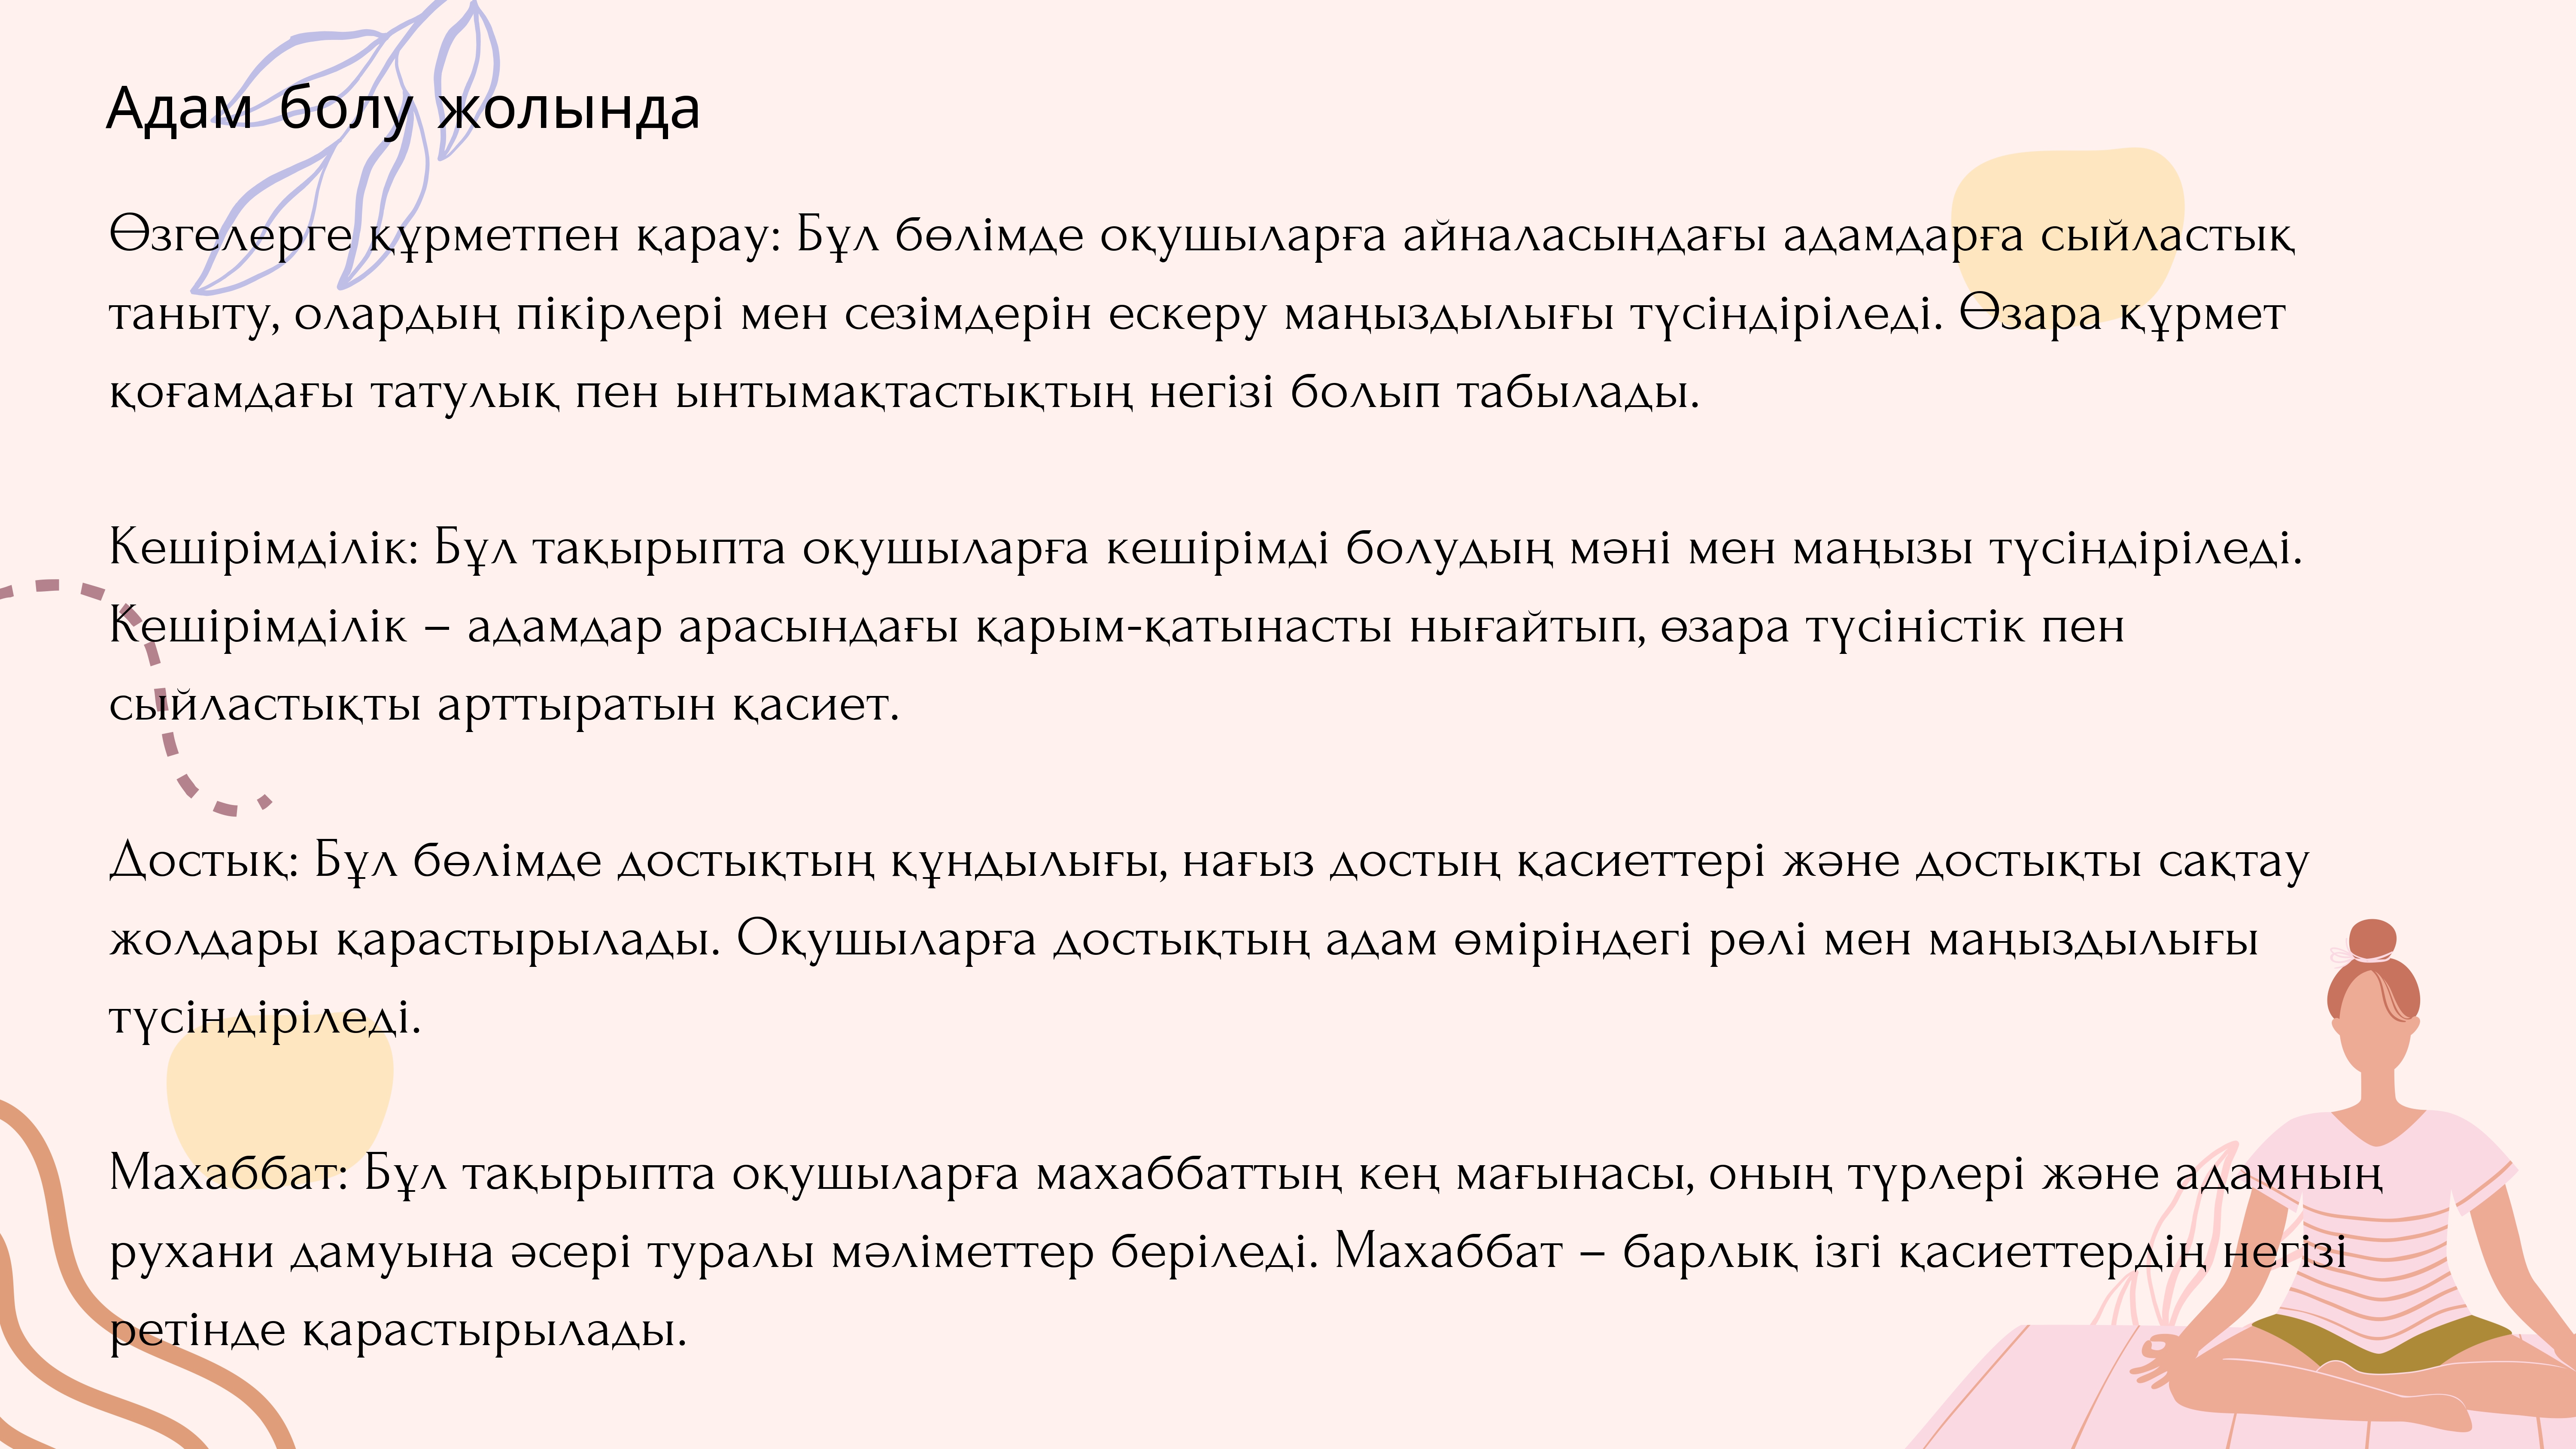 Адам болу жолында
Өзгелерге құрметпен қарау: Бұл бөлімде оқушыларға айналасындағы адамдарға сыйластық
таныту, олардың пікірлері мен сезімдерін ескеру маңыздылығы түсіндіріледі. Өзара құрмет
қоғамдағы татулық пен ынтымақтастықтың негізі болып табылады.
Кешірімділік: Бұл тақырыпта оқушыларға кешірімді болудың мәні мен маңызы түсіндіріледі.
Кешірімділік – адамдар арасындағы қарым-қатынасты нығайтып, өзара түсіністік пен
сыйластықты арттыратын қасиет.
Достық: Бұл бөлімде достықтың құндылығы, нағыз достың қасиеттері және достықты сақтау
жолдары қарастырылады. Оқушыларға достықтың адам өміріндегі рөлі мен маңыздылығы
түсіндіріледі.
Махаббат: Бұл тақырыпта оқушыларға махаббаттың кең мағынасы, оның түрлері және адамның
рухани дамуына әсері туралы мәліметтер беріледі. Махаббат – барлық ізгі қасиеттердің негізі
ретінде қарастырылады.